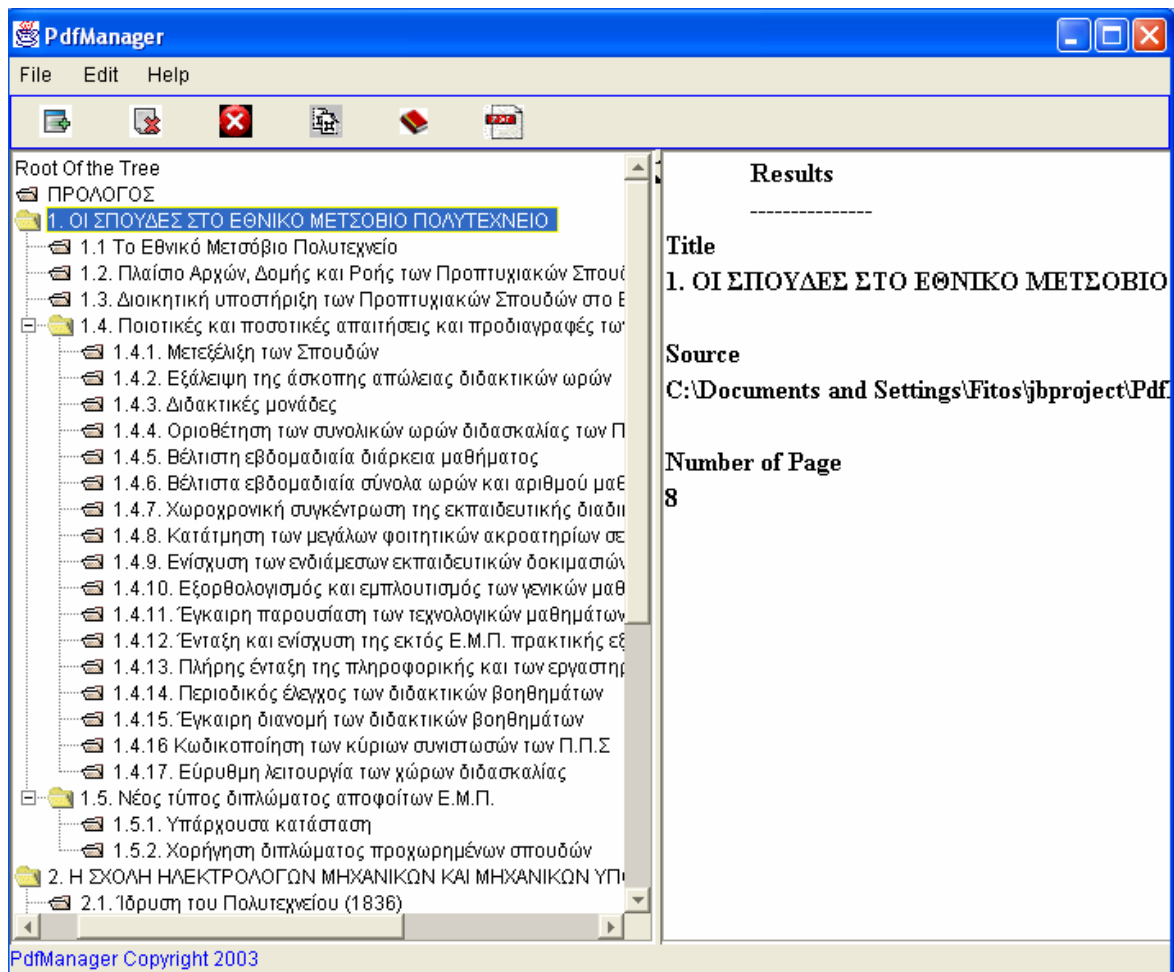 PdfManager
File Edit Help
Root Of the Tree
ΠΡΟΛΟΓΟΣ
1. ΟΙ ΣΠΟΥΔΕΣ ΣΤΟ ΕΘΝΙΚΟ ΜΕΤΣΟΒΙΟ ΠΟΛΥΤΕΧΝΕΙΟ
1.1 Το Εθνικό Μετσόβιο Πολυτεχνείο
1.2. Πλαίσιο Αρχών, Δομής και Ροής των Προπτυχιακών Σπουδ
1.3. Διοικητική υποστήριξη των Προπτυχιακών Σπουδών στο Ε
1.4. Ποιοτικές και ποσοτικές απαιτήσεις και προδιαγραφές των
1.4.1. Μετεξέλιξη των Σπουδών
1.4.2. Εξάλειψη της άσκοπης απώλειας διδακτικών ωρών
1.4.3. Διδακτικές μονάδες
1.4.4. Οριοθέτηση των συνολικών ωρών διδασκαλίας των Π
1.4.5. Βέλτιστη εβδομαδιαία διάρκεια μαθήματος
1.4.6. Βέλτιστα εβδομαδιαία σύνολα ωρών και αριθμού μαθ
1.4.7. Χωροχρονική συγκέντρωση της εκπαιδευτικής διαδι
1.4.8. Κατάτμηση των μεγάλων φοιτητικών ακροατηρίων σε
1.4.9. Ενίσχυση των ενδιάμεσων εκπαιδευτικών δοκιμασιών
1.4.10. Εξορθολογισμός και εμπλουτισμός των γενικών μαθ
1.4.11. Έγκαιρη παρουσίαση των τεχνολογικών μαθημάτων
1.4.12. Ένταξη και ενίσχυση της εκτός Ε.Μ.Π. πρακτικής εξ
1.4.13. Πλήρης ένταξη της πληροφορικής και των εργαστηρ
1.4.14. Περιοδικός έλεγχος των διδακτικών βοηθημάτων
1.4.15. Έγκαιρη διανομή των διδακτικών βοηθημάτων
1.4.16 Κωδικοποίηση των κύριων συνιστωσών των Π.Π.Σ
1.4.17. Εύρυθμη λειτουργία των χώρων διδασκαλίας
1.5. Νέος τύπος διπλώματος αποφοίτων Ε.Μ.Π.
1.5.1. Υπάρχουσα κατάσταση
1.5.2. Χορήγηση διπλώματος προχωρημένων σπουδών
2. Η ΣΧΟΛΗ ΗΛΕΚΤΡΟΛΟΓΩΝ ΜΗΧΑΝΙΚΩΝ ΚΑΙ ΜΗΧΑΝΙΚΩΝ ΥΠΟ
2.1. Ίδρυση του Πολυτεχνείου (1836)
Results
---------------
Title
1. ΟΙ ΣΠΟΥΔΕΣ ΣΤΟ ΕΘΝΙΚΟ ΜΕΤΣΟΒΙΟ
Source
C:\Documents and Settings\Fitos\jbproject\Pdf
Number of Page
8
PdfManager Copyright 2003